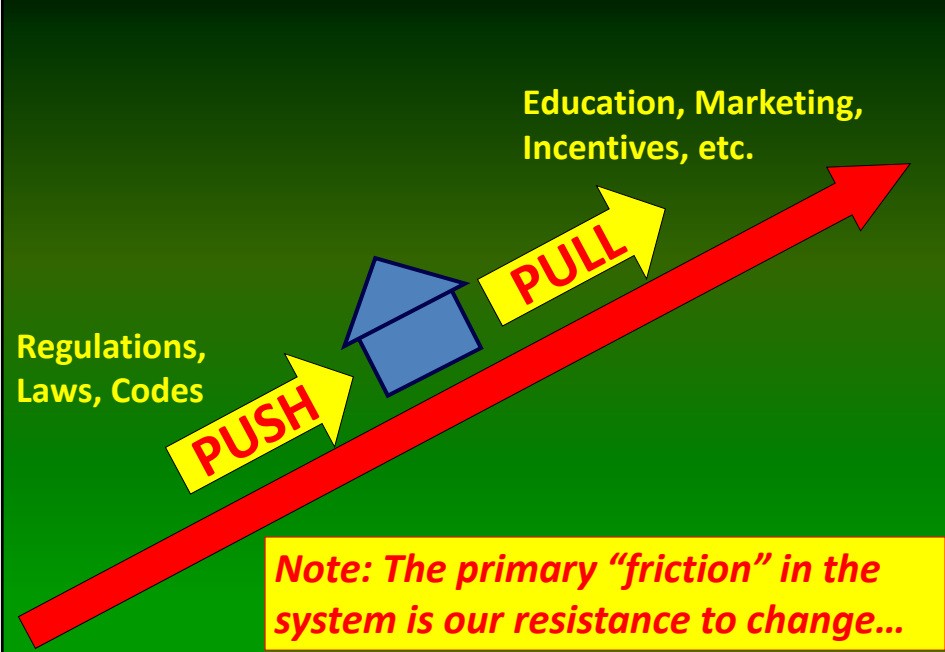 Education, Marketing,
Incentives, etc.
PULL
Regulations,
Laws, Codes
PUSH
Note: The primary “friction” in the
system is our resistance to change…